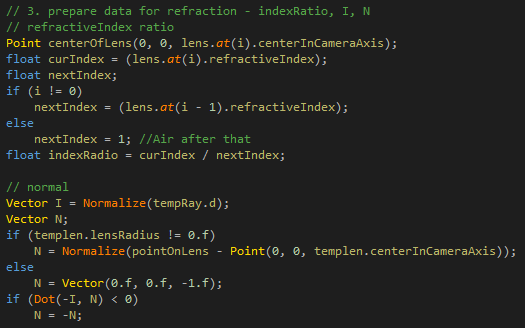 // 3. prepare data for refraction - indexRatio, I, N
// refractiveIndex ratio
Point centerOfLens(0, 0, lens.at(i).centerInCameraAxis);
float curIndex = (lens.at(i).refractiveIndex);
float nextIndex;
if (i != 0)
    nextIndex = (lens.at(i - 1).refractiveIndex);
else
    nextIndex = 1; //Air after that
float indexRadio = curIndex / nextIndex;

// normal
Vector I = Normalize(tempRay.d);
Vector N;
if (templen.lensRadius != 0.f)
    N = Normalize(pointOnLens - Point(0, 0, templen.centerInCameraAxis));
else
    N = Vector(0.f, 0.f, -1.f);
if (Dot(-I, N) < 0)
    N = -N;